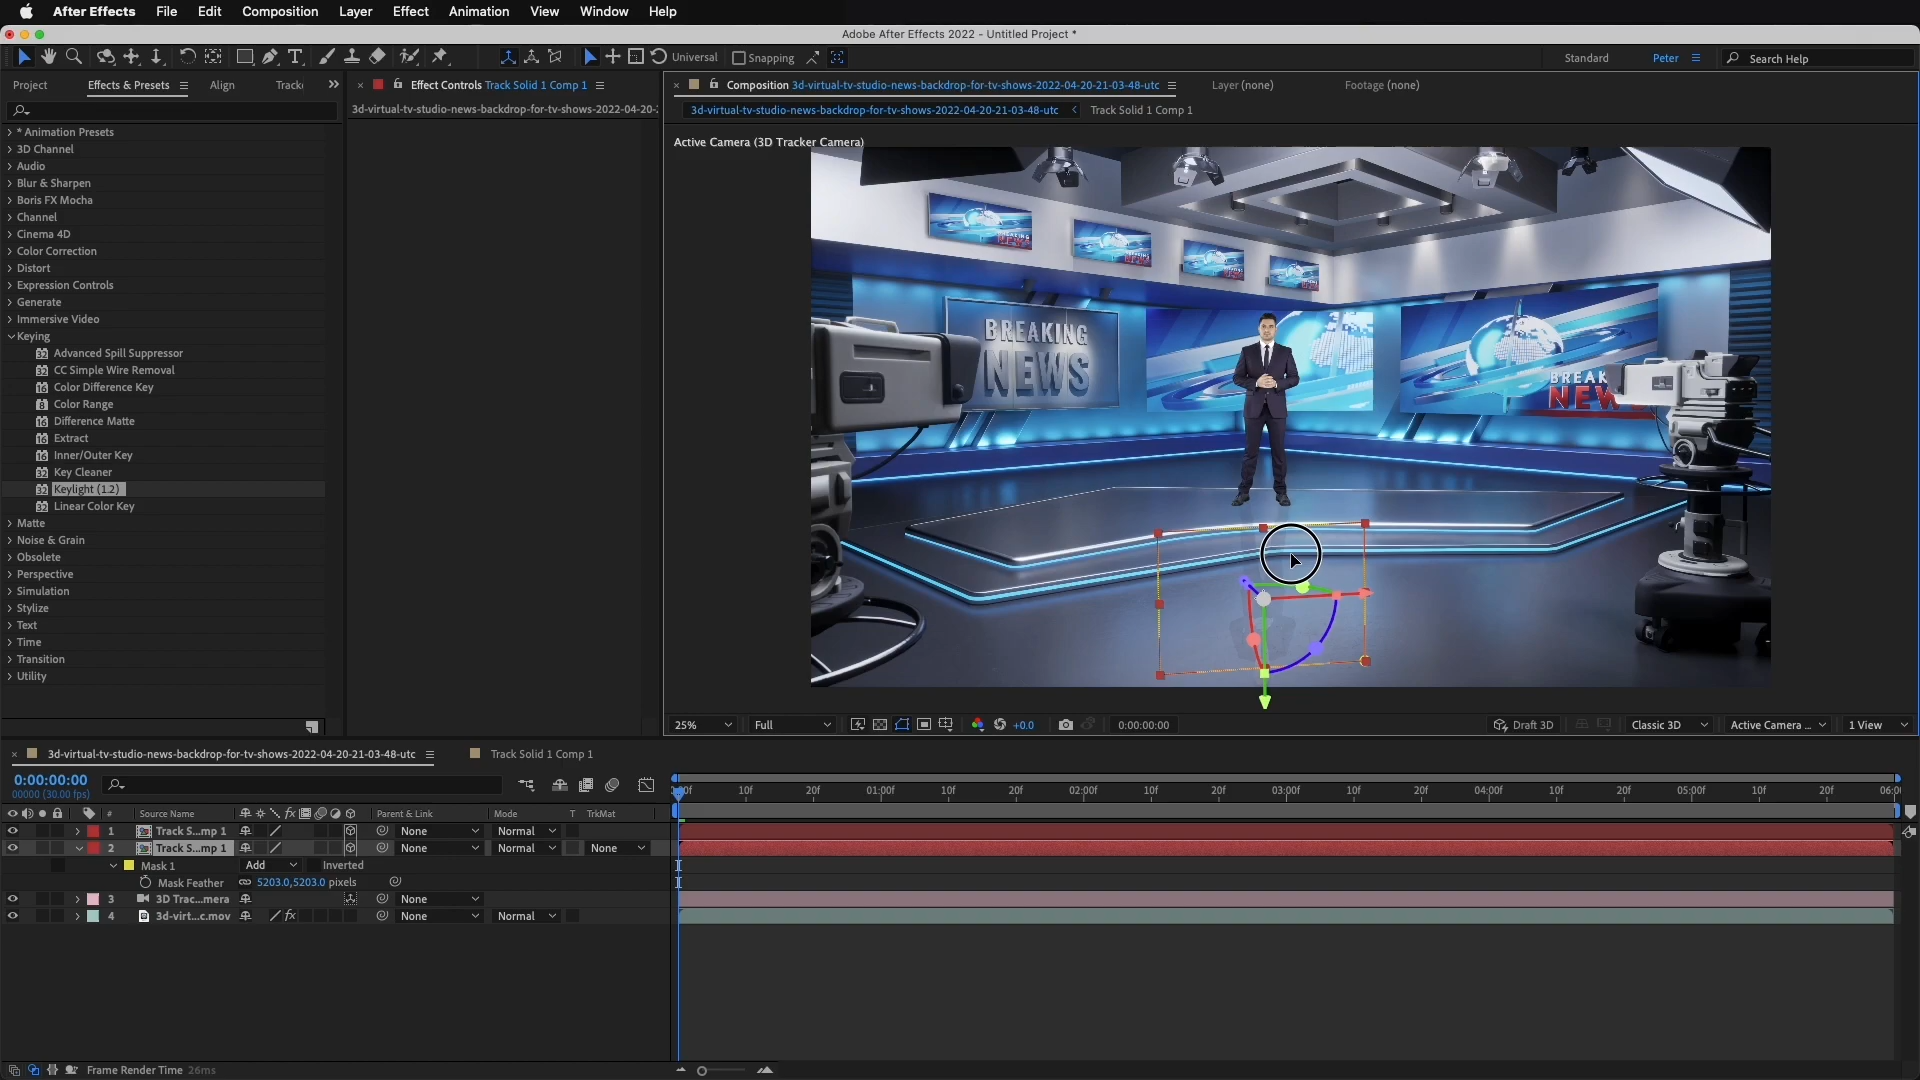 After Effects File Edit Composition Layer Effect Animation View Window Help
Adobe After Effects 2022 - Untitled Project *
Universal Snapping Standard Peter Search Help
Project Effects & Presets Align Track
Effect Controls Track Solid 1 Comp 1
Composition 3d-virtual-tv-studio-news-backdrop-for-tv-shows-2022-04-20-21-03-48-utc
Layer (none)
Footage (none)
3d-virtual-tv-studio-news-backdrop-for-tv-shows-2022-04-20-
3d-virtual-tv-studio-news-backdrop-for-tv-shows-2022-04-20-21-03-48-utc Track Solid 1 Comp 1
* Animation Presets
3D Channel
Audio
Blur & Sharpen
Boris FX Mocha
Channel
Cinema 4D
Color Correction
Distort
Expression Controls
Generate
Immersive Video
Keying
Advanced Spill Suppressor
CC Simple Wire Removal
Color Difference Key
Color Range
Difference Matte
Extract
Inner/Outer Key
Key Cleaner
Keylight (1.2)
Linear Color Key
Matte
Noise & Grain
Obsolete
Perspective
Simulation
Stylize
Text
Time
Transition
Utility
Active Camera (3D Tracker Camera)
BREAKING
NEWS
BREAK
NEW
25% Full +0.0 0:00:00:00 Draft 3D Classic 3D Active Camera ... 1 View
3d-virtual-tv-studio-news-backdrop-for-tv-shows-2022-04-20-21-03-48-utc Track Solid 1 Comp 1
0:00:00:00
00000 (30.00 fps)
00f 10f 20f 01:00f 10f 20f 02:00f 10f 20f 03:00f 10f 20f 04:00f 10f 20f 05:00f 10f 20f 06:0
# Source Name fx Parent & Link Mode T TrkMat
1 Track S...mp 1 None Normal
2 Track S...mp 1 None Normal None
Mask 1 Add Inverted
Mask Feather 5203.0,5203.0 pixels
3 3D Trac...mera None
4 3d-virt...c.mov fx None Normal
Frame Render Time 26ms